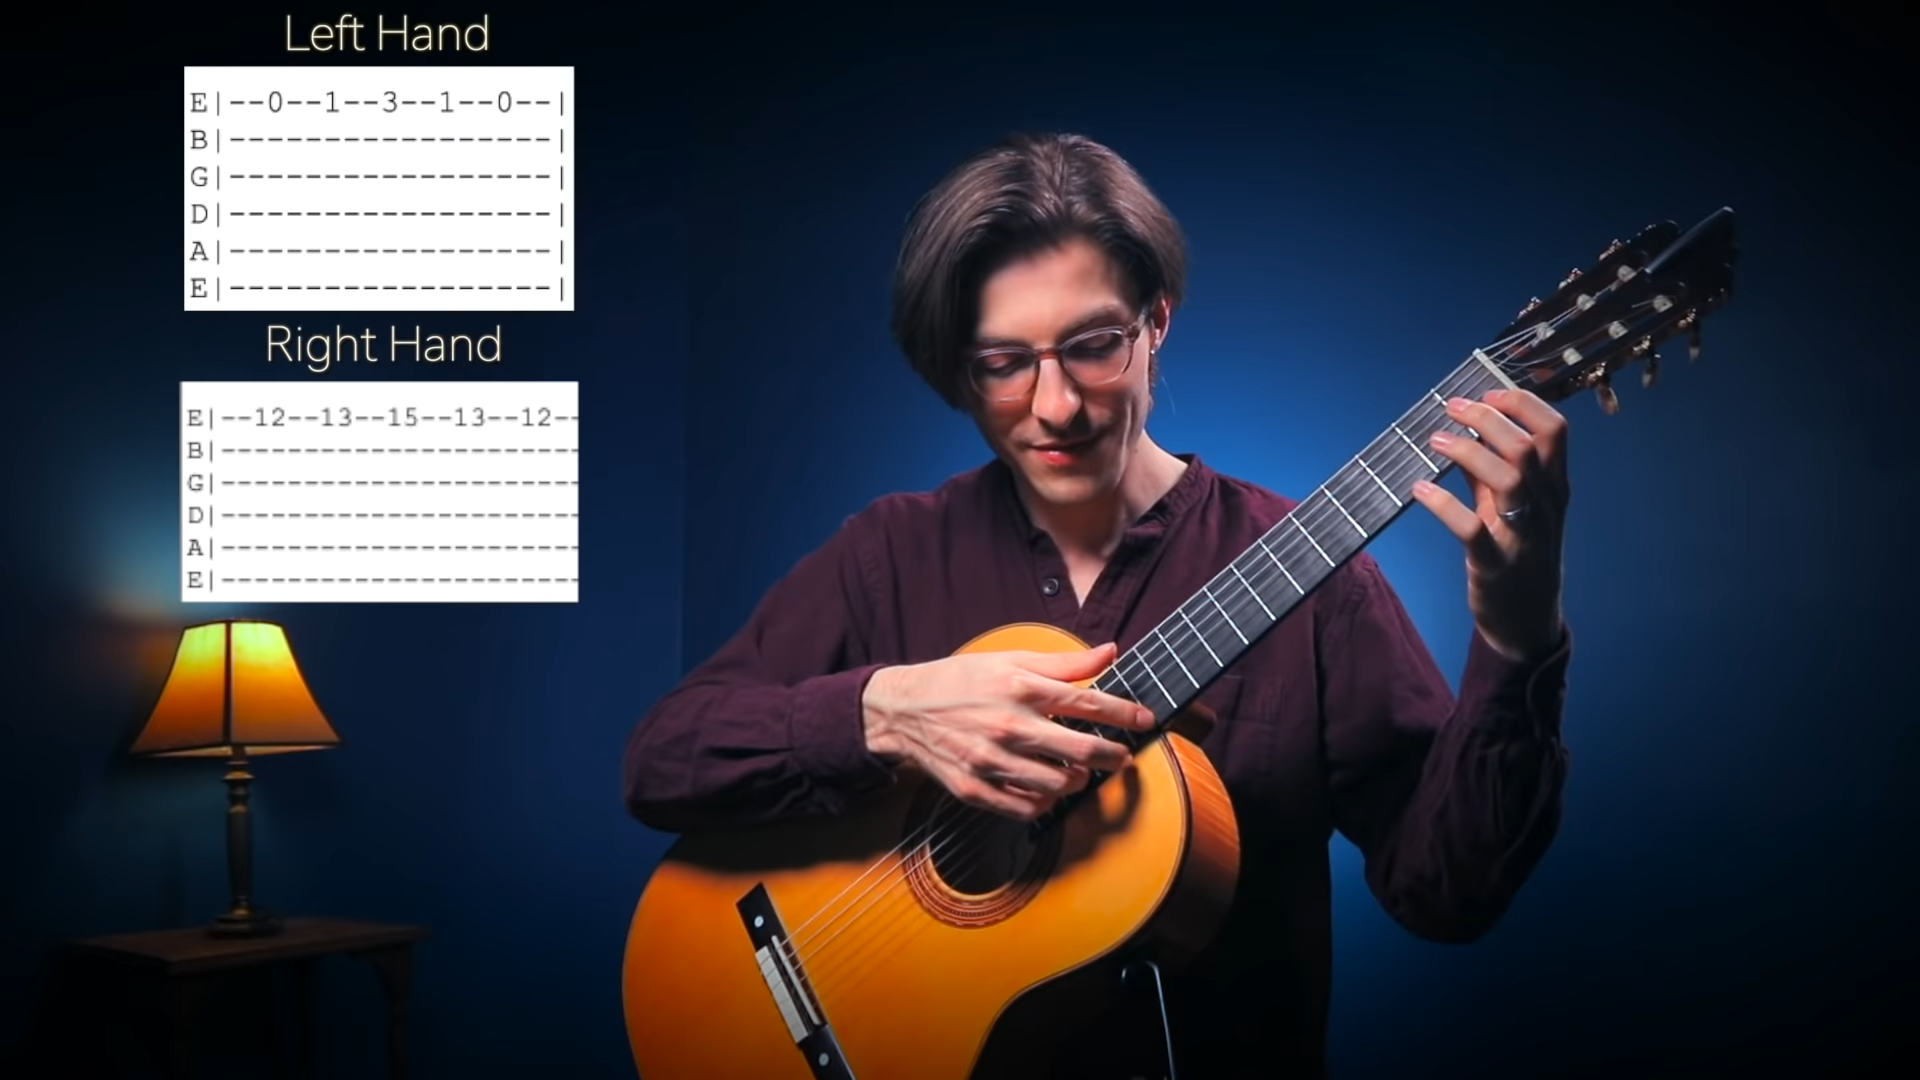 Left Hand
E|--0--1--3--1--0--|
B|-----------------|
G|-----------------|
D|-----------------|
A|-----------------|
E|-----------------|
Right Hand
E|--12--13--15--13--12--
B|----------------------
G|----------------------
D|----------------------
A|----------------------
E|----------------------